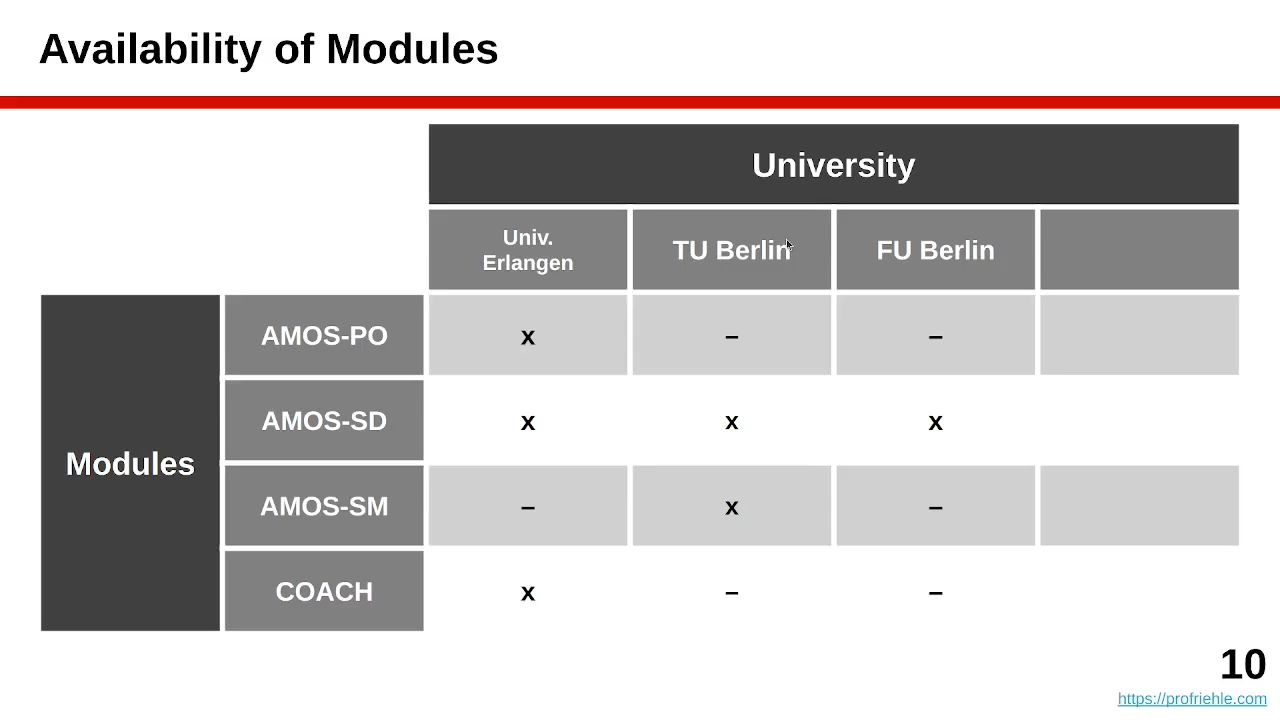 Availability of Modules
University
Univ.
Erlangen
TU Berlin
FU Berlin
Modules
AMOS-PO
x
–
–
AMOS-SD
x
x
x
AMOS-SM
–
x
–
COACH
x
–
–
10
https://profriehle.com